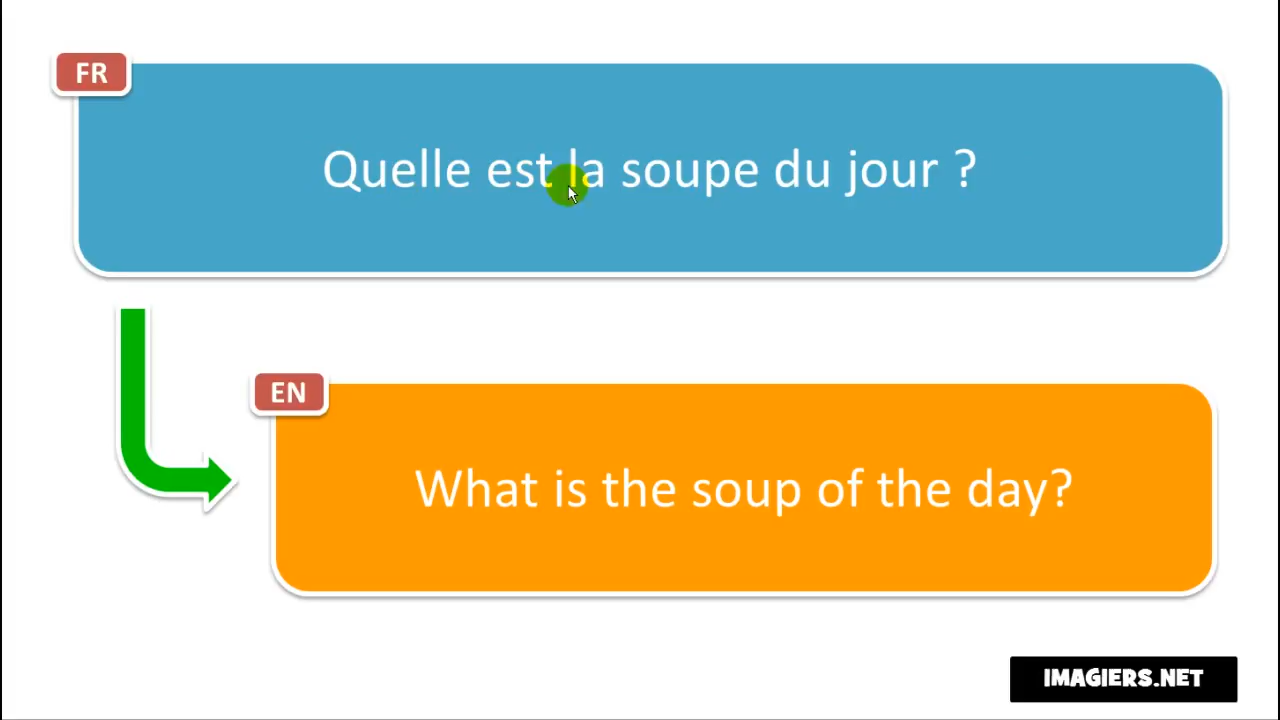 FR
Quelle est la soupe du jour ?
EN
What is the soup of the day?
IMAGIERS.NET